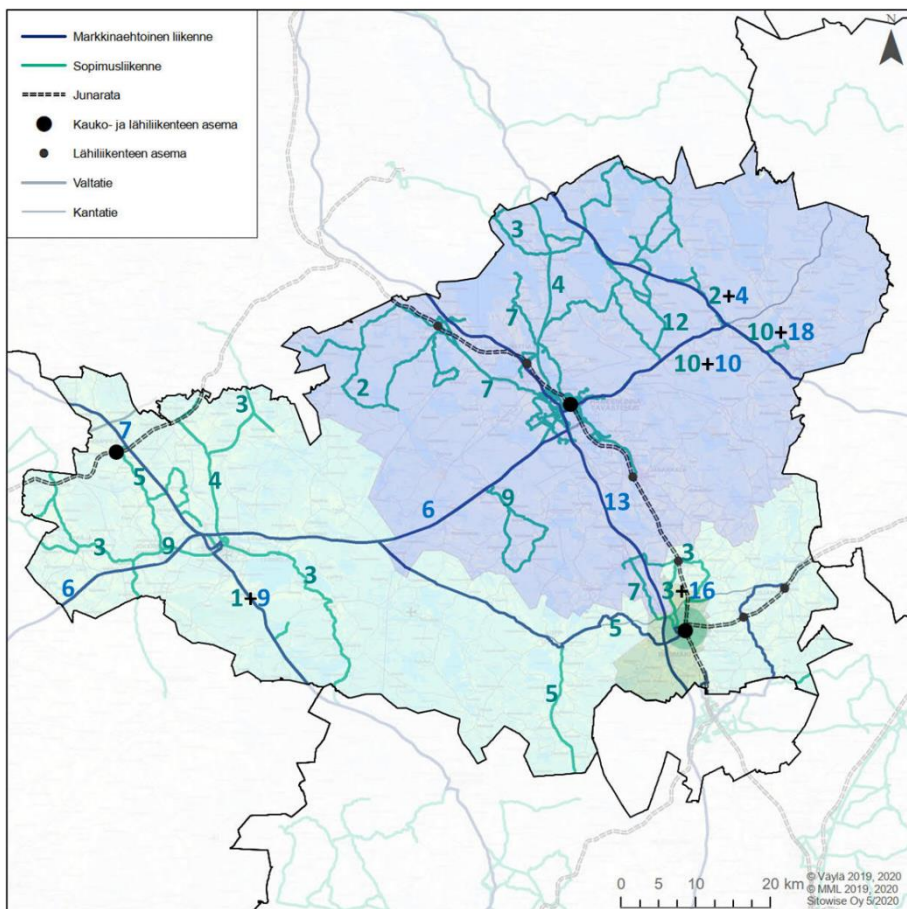 Markkinaehtoinen liikenne
Sopimusliikenne
Junarata
Kauko- ja lähiliikenteen asema
Lähiliikenteen asema
Valtatie
Kantatie
N
3
4
2+4
7
12
10+18
10+10
2
7
3
7
5
4
6
9
13
3
9
3
3
3+16
7
6
1+9
5
5
0 5 10 20 km
© Väylä 2019, 2020
© MML 2019, 2020
Sitowise Oy 5/2020